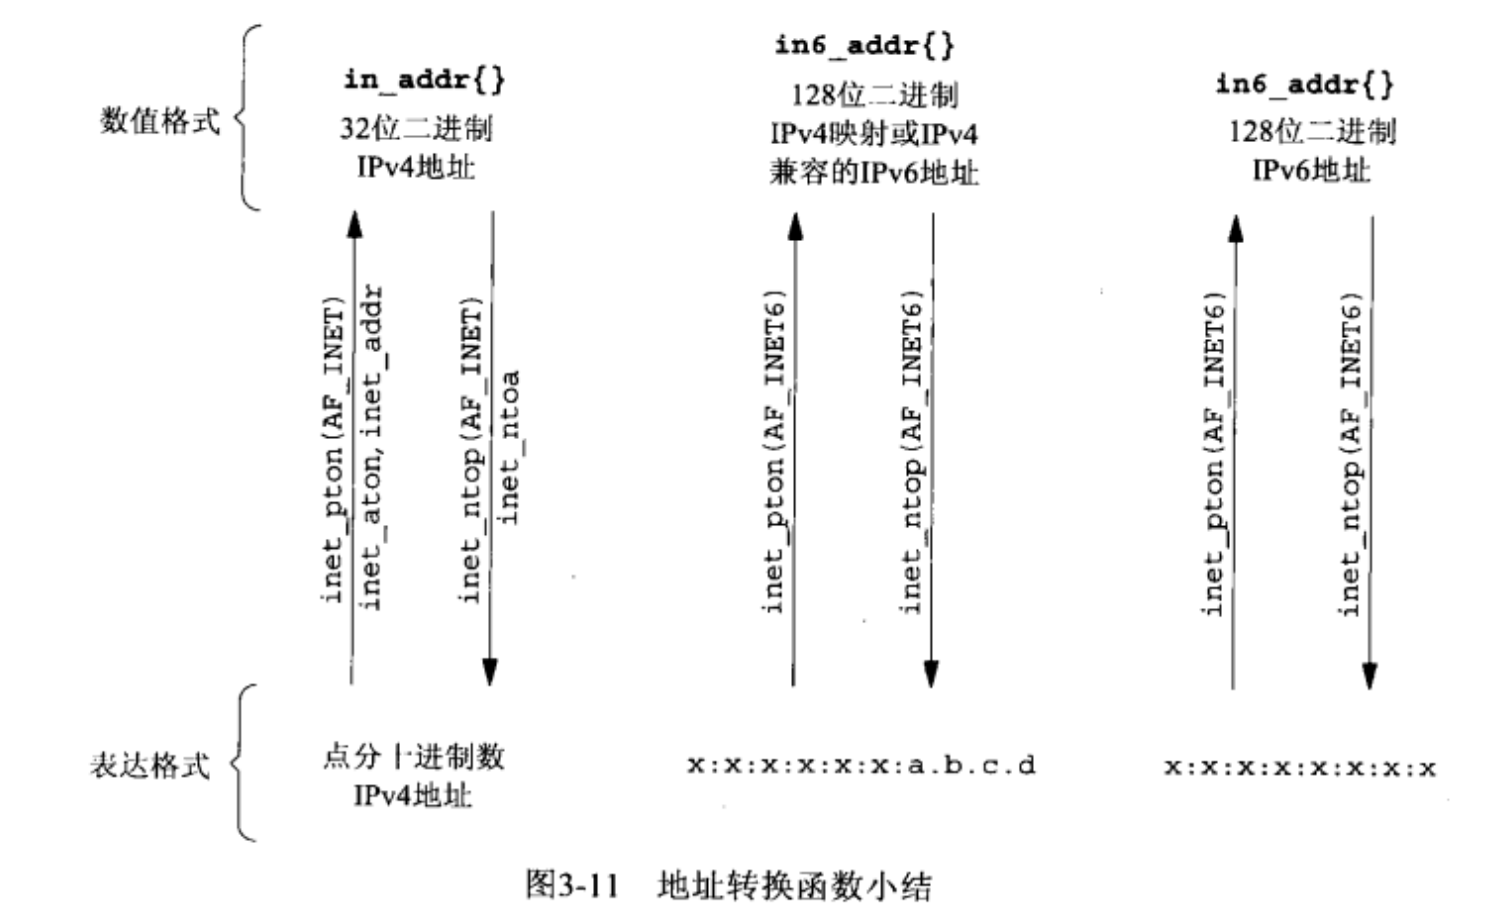 数值格式
in_addr{}
32位二进制
IPv4地址
in6_addr{}
128位二进制
IPv4映射或IPv4
兼容的IPv6地址
in6_addr{}
128位二进制
IPv6地址
inet_pton(AF_INET)
inet_aton,inet_addr
inet_ntop(AF_INET)
inet_ntoa
inet_pton(AF_INET6)
inet_ntop(AF_INET6)
inet_pton(AF_INET6)
inet_ntop(AF_INET6)
表达格式
点分十进制数
IPv4地址
x:x:x:x:x:x:a.b.c.d
x:x:x:x:x:x:x:x
图3-11 地址转换函数小结